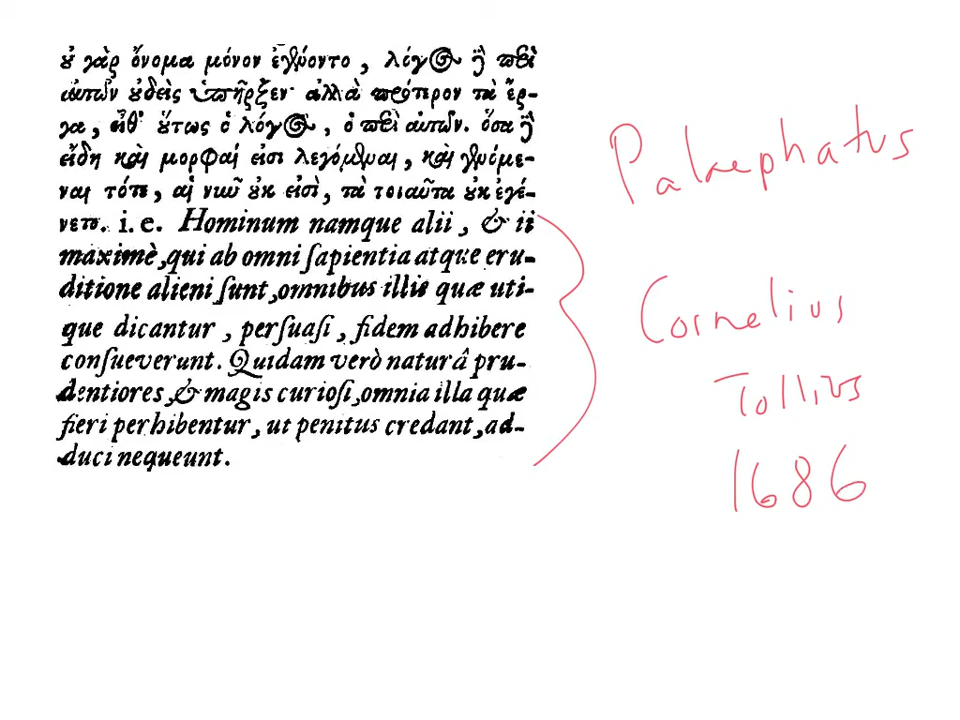 οὐ γὰρ ὄνομα μόνον ἐγένοντο, λόγος δὲ περὶ
αὐτῶν οὐδεὶς ὑπῆρξεν· ἀλλὰ πρότερον τὰ ἔρ-
γα, εἶθ' οὕτως ὁ λόγος, ὁ περὶ αὐτῶν. ὅσα δὲ
εἴδη καὶ μορφαί εἰσι λεγόμεναι, καὶ γενόμε-
ναι τότε, αἳ νῦν οὐκ εἰσὶ, τὰ τοιαῦτα οὐκ ἐγέ-
νετο. i.e. Hominum namque alii, & ii
maximè, qui ab omni ſapientia atque eru-
ditione alieni ſunt, omnibus illis quæ uti-
que dicantur, perſuaſi, fidem adhibere
conſueverunt. Quidam verò naturâ pru-
dentiores, & magis curioſi, omnia illa quæ
fieri perhibentur, ut penitus credant, ad-
duci nequeunt.
Palaephatus
Cornelius
Tollius
1686